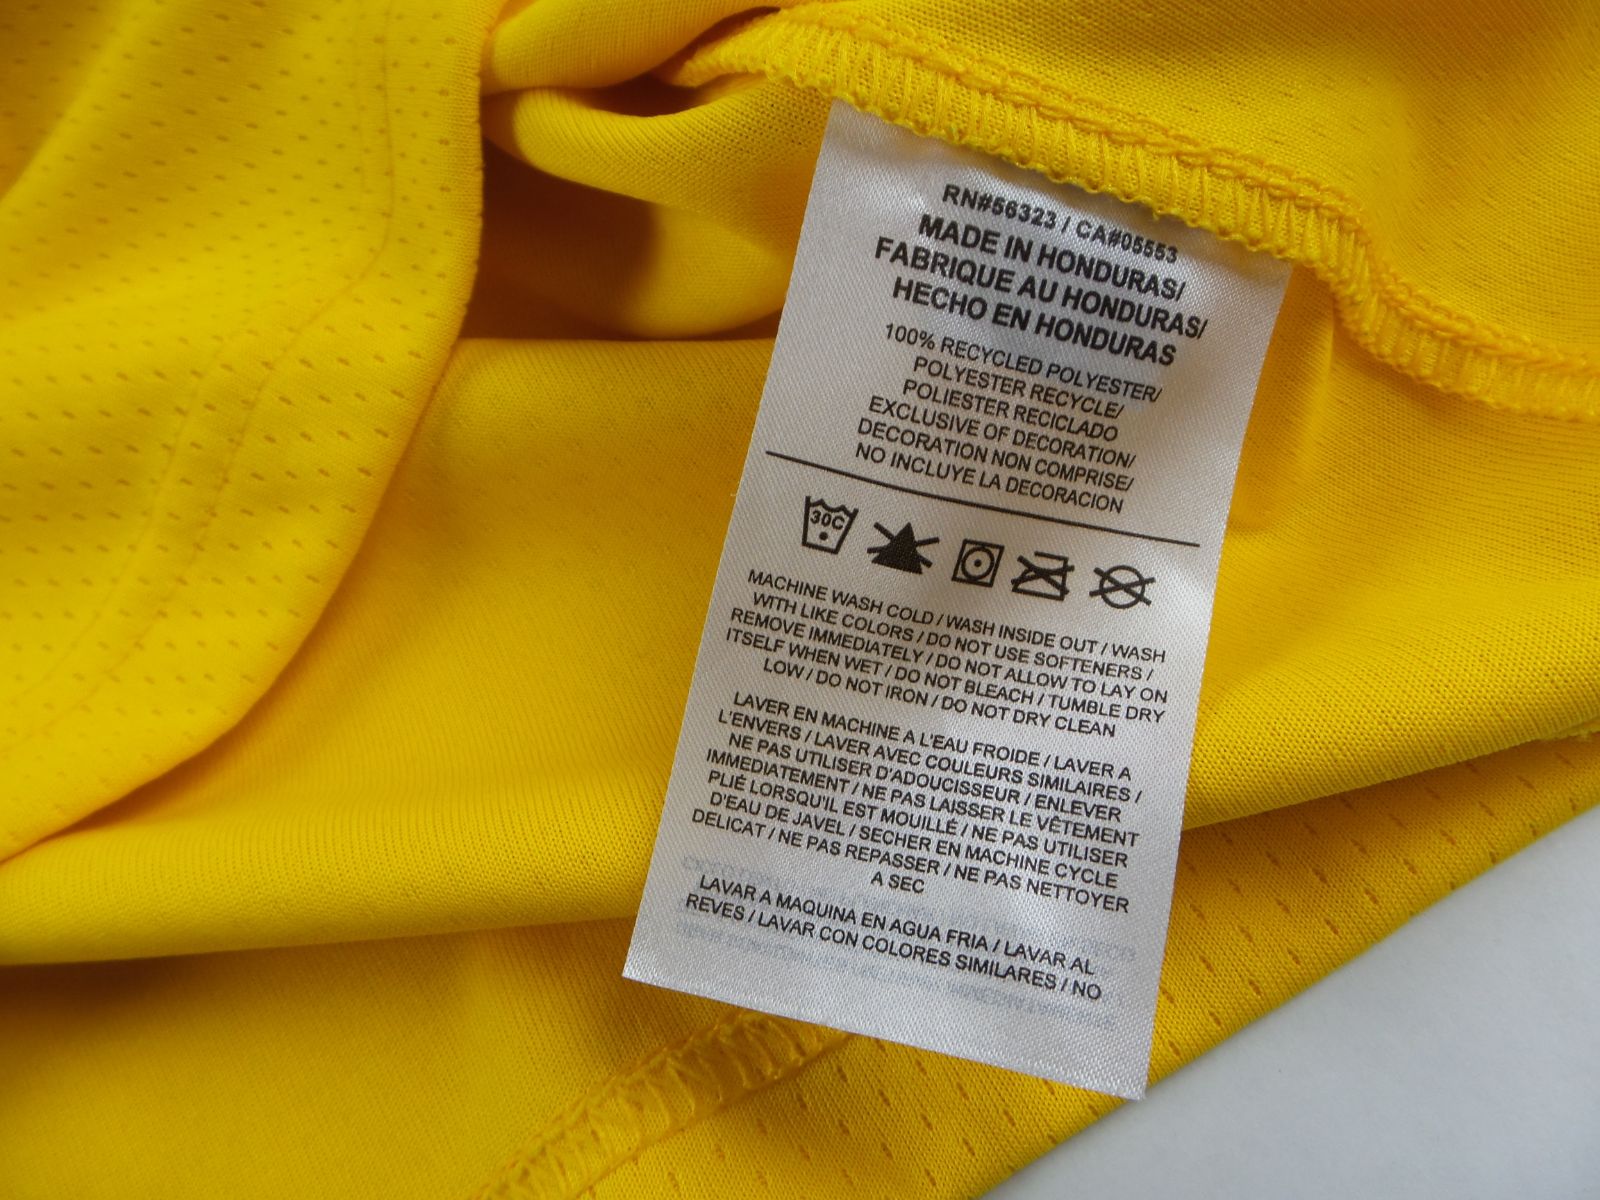 RN#56323 / CA#05553
MADE IN HONDURAS/
FABRIQUE AU HONDURAS/
HECHO EN HONDURAS
100% RECYCLED POLYESTER/
POLYESTER RECYCLE/
POLIESTER RECICLADO
EXCLUSIVE OF DECORATION/
DECORATION NON COMPRISE/
NO INCLUYE LA DECORACION
30C
MACHINE WASH COLD / WASH INSIDE OUT / WASH
WITH LIKE COLORS / DO NOT USE SOFTENERS /
REMOVE IMMEDIATELY / DO NOT ALLOW TO LAY ON
ITSELF WHEN WET / DO NOT BLEACH / TUMBLE DRY
LOW / DO NOT IRON / DO NOT DRY CLEAN
LAVER EN MACHINE A L'EAU FROIDE / LAVER A
L'ENVERS / LAVER AVEC COULEURS SIMILAIRES /
NE PAS UTILISER D'ADOUCISSEUR / ENLEVER
IMMEDIATEMENT / NE PAS LAISSER LE VÊTEMENT
PLIÉ LORSQU'IL EST MOUILLÉ / NE PAS UTILISER
D'EAU DE JAVEL / SECHER EN MACHINE CYCLE
DELICAT / NE PAS REPASSER / NE PAS NETTOYER
A SEC
LAVAR A MAQUINA EN AGUA FRIA / LAVAR AL
REVES / LAVAR CON COLORES SIMILARES / NO